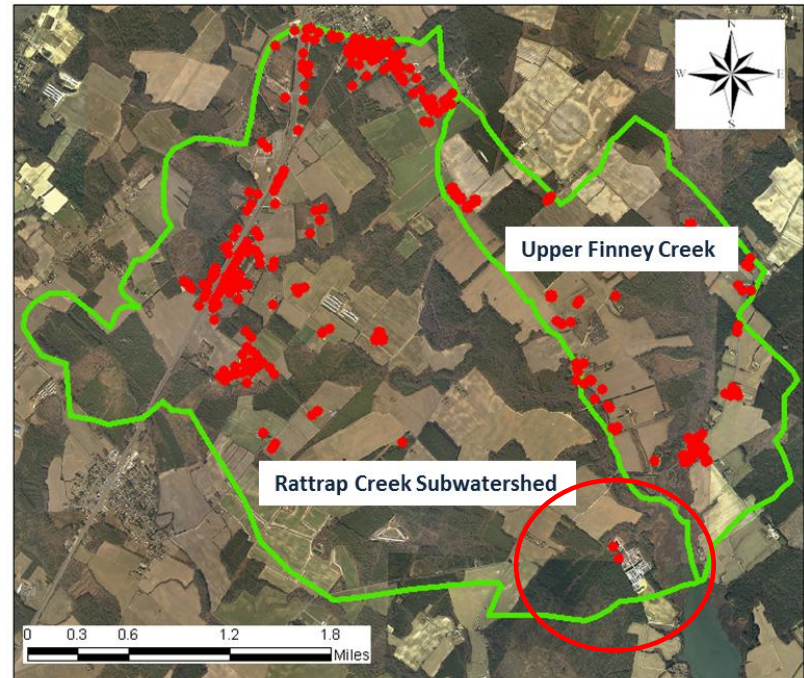 N
W E
S
Upper Finney Creek
Rattrap Creek Subwatershed
0 0.3 0.6 1.2 1.8
Miles